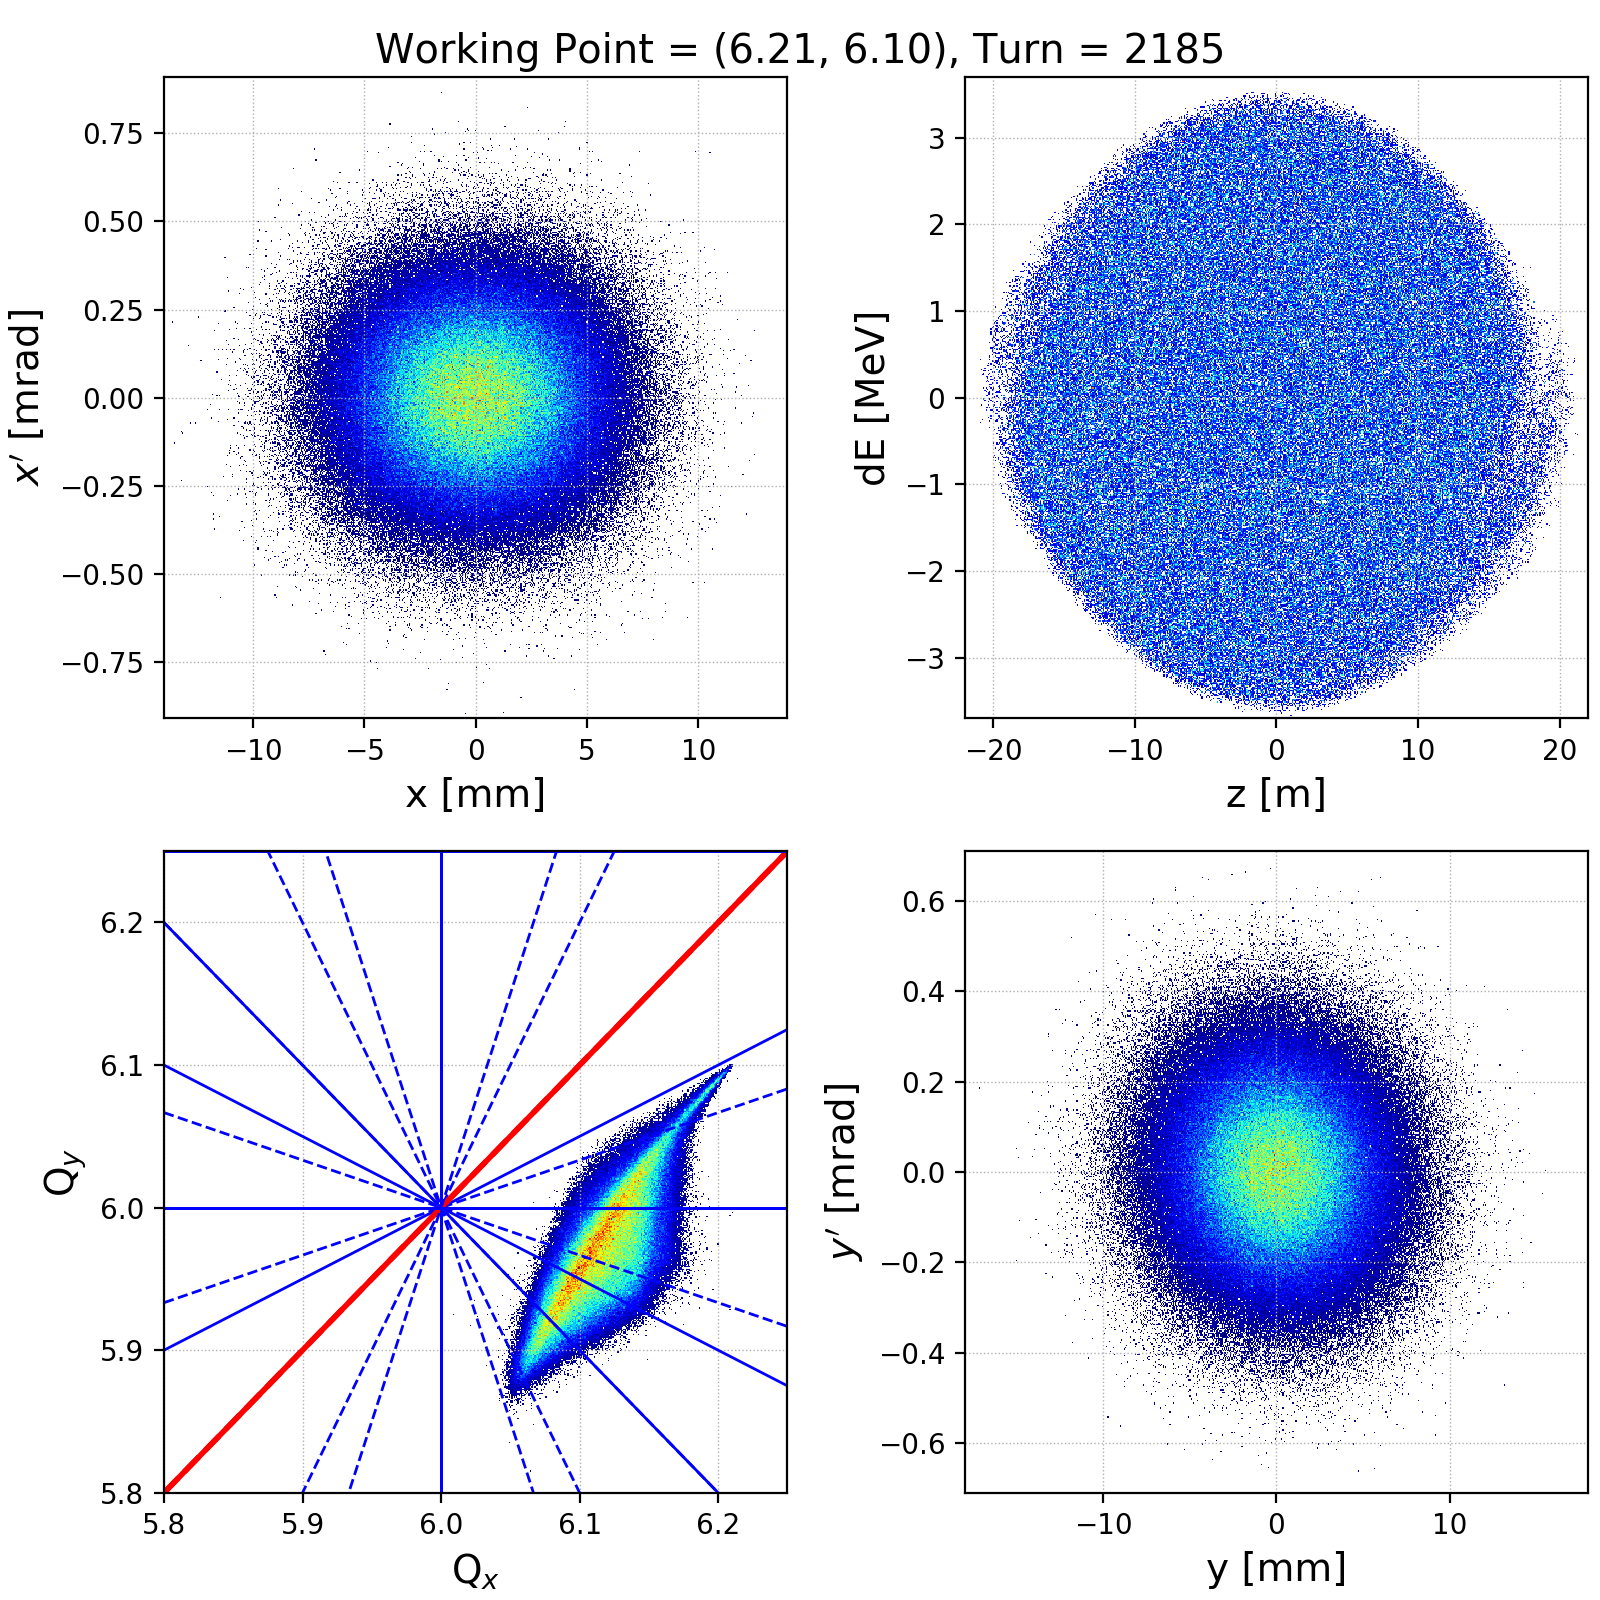 Working Point = (6.21, 6.10), Turn = 2185
0.75
0.50
0.25
0.00
−0.25
−0.50
−0.75
x′ [mrad]
−10 −5 0 5 10
x [mm]
3
2
1
0
−1
−2
−3
dE [MeV]
−20 −10 0 10 20
z [m]
6.2
6.1
6.0
5.9
5.8
Qy
5.8 5.9 6.0 6.1 6.2
Qx
0.6
0.4
0.2
0.0
−0.2
−0.4
−0.6
y′ [mrad]
−10 0 10
y [mm]